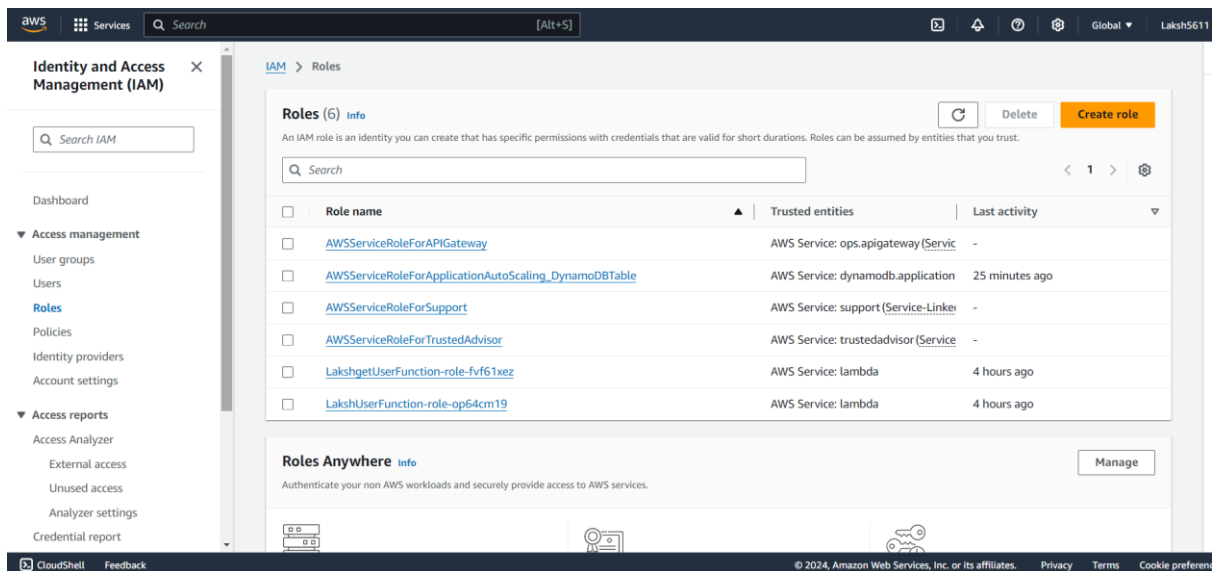 aws Services Search [Alt+S] Global Laksh5611
Identity and Access Management (IAM)
Search IAM
Dashboard
Access management
User groups
Users
Roles
Policies
Identity providers
Account settings
Access reports
Access Analyzer
External access
Unused access
Analyzer settings
Credential report
IAM > Roles
Roles (6) Info
Delete Create role
An IAM role is an identity you can create that has specific permissions with credentials that are valid for short durations. Roles can be assumed by entities that you trust.
Search
1
Role name Trusted entities Last activity
AWSServiceRoleForAPIGateway AWS Service: ops.apigateway (Servic -
AWSServiceRoleForApplicationAutoScaling_DynamoDBTable AWS Service: dynamodb.application 25 minutes ago
AWSServiceRoleForSupport AWS Service: support (Service-Linke -
AWSServiceRoleForTrustedAdvisor AWS Service: trustedadvisor (Service -
LakshgetUserFunction-role-fvf61xez AWS Service: lambda 4 hours ago
LakshUserFunction-role-op64cm19 AWS Service: lambda 4 hours ago
Roles Anywhere Info
Manage
Authenticate your non AWS workloads and securely provide access to AWS services.
CloudShell Feedback © 2024, Amazon Web Services, Inc. or its affiliates. Privacy Terms Cookie preferenc